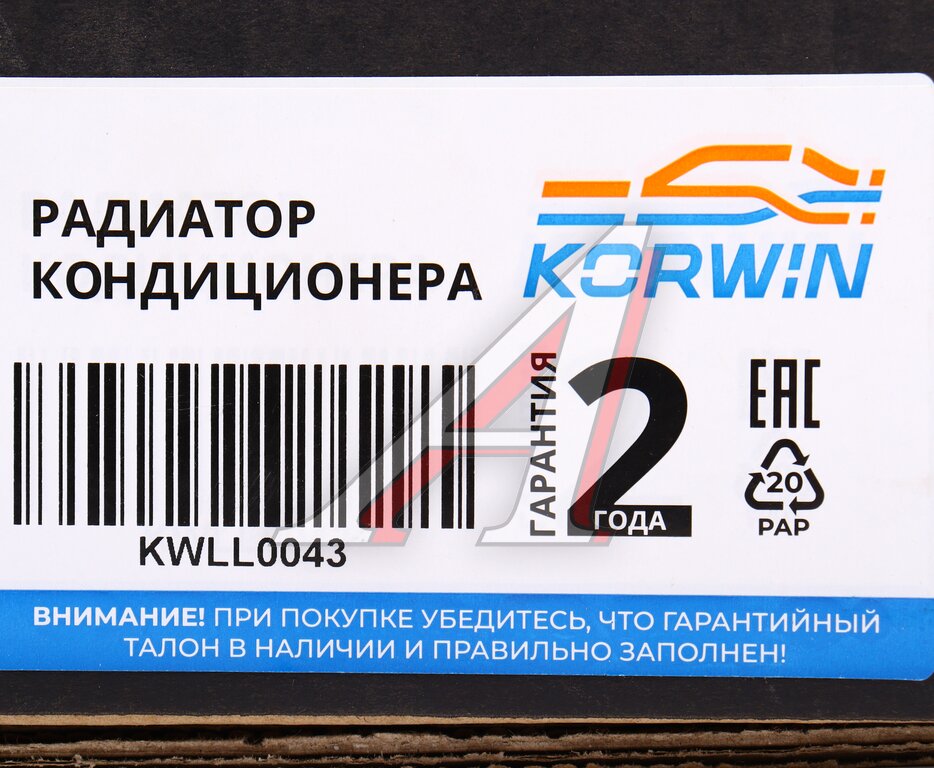 РАДИАТОР
КОНДИЦИОНЕРА
KORWIN
ГАРАНТИЯ
2
ГОДА
EAC
20
PAP
KWLL0043
ВНИМАНИЕ! ПРИ ПОКУПКЕ УБЕДИТЕСЬ, ЧТО ГАРАНТИЙНЫЙ
ТАЛОН В НАЛИЧИИ И ПРАВИЛЬНО ЗАПОЛНЕН!